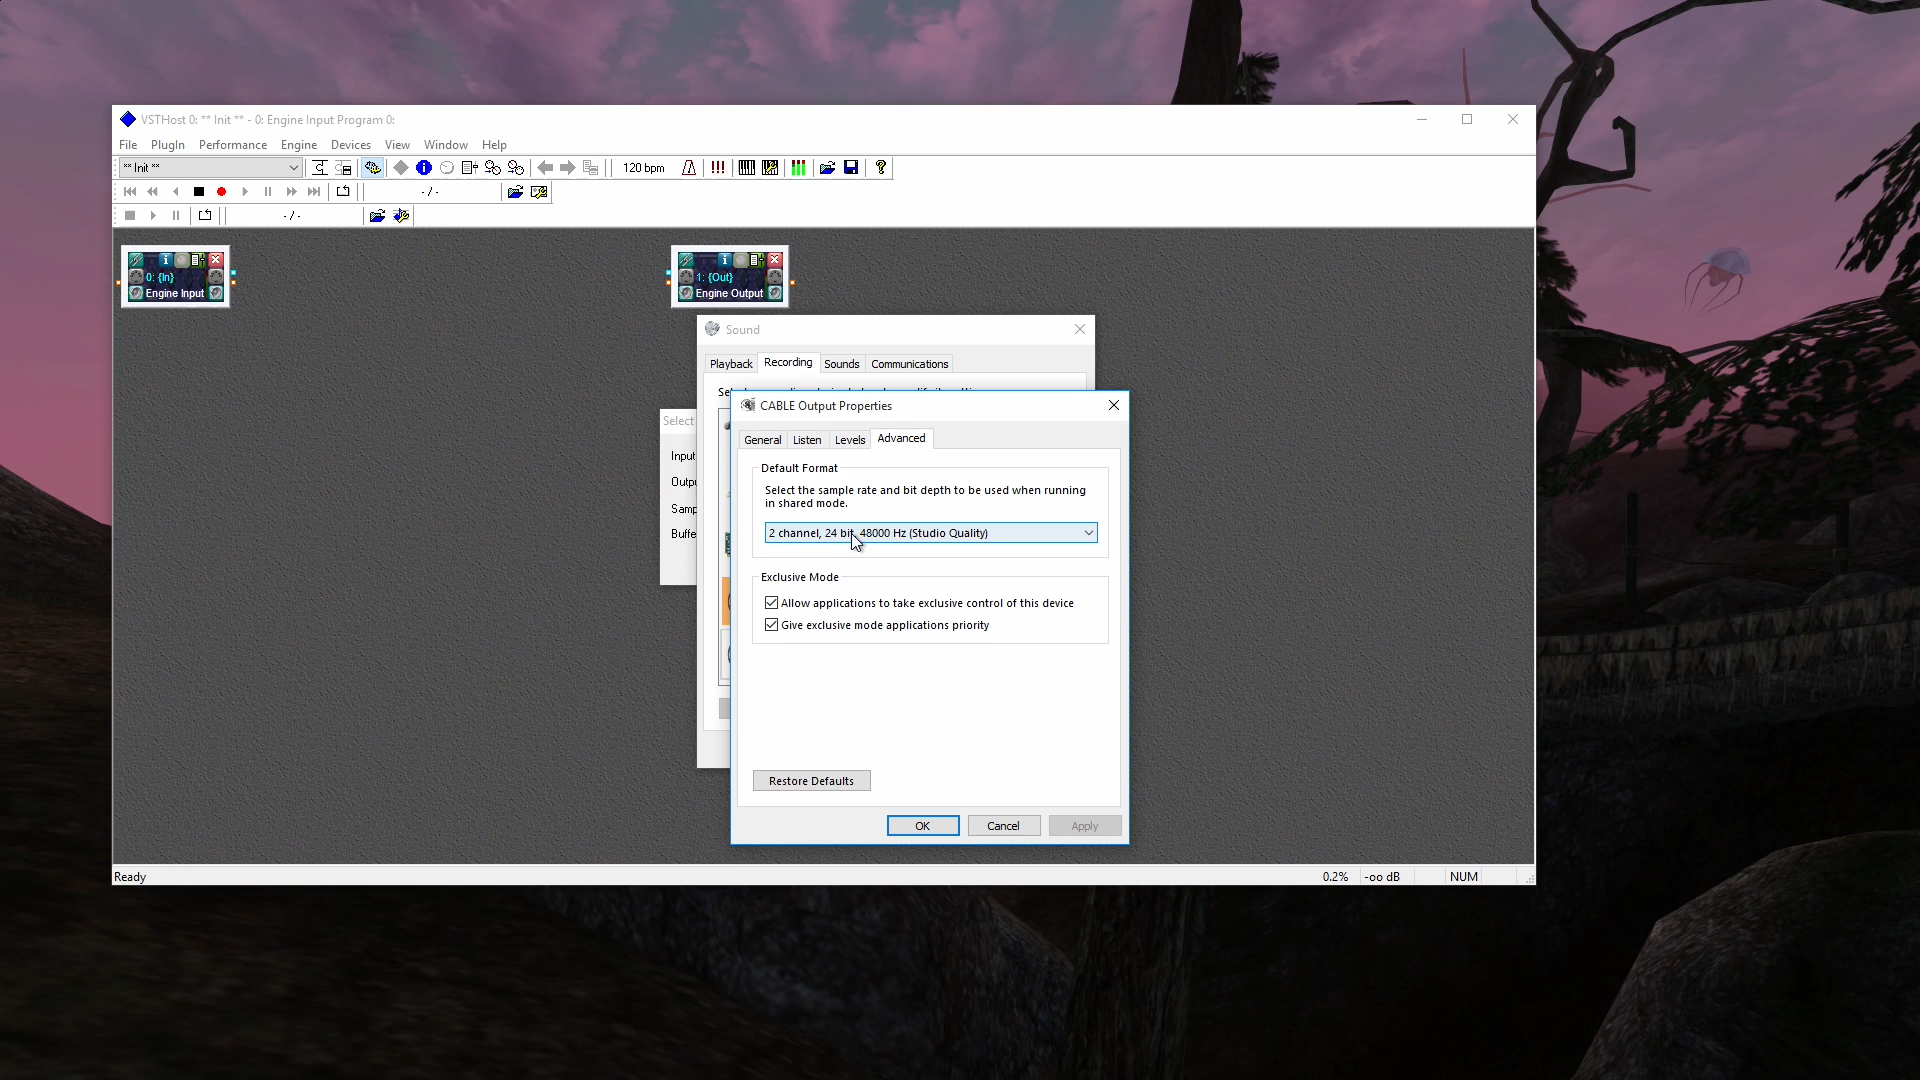 VSTHost 0: ** Init ** - 0: Engine Input Program 0:
File PlugIn Performance Engine Devices View Window Help
** Init **
120 bpm
- / -
- / -
0: {In}
Engine Input
1: {Out}
Engine Output
Sound
Playback Recording Sounds Communications
Select
Input
CABLE Output Properties
General Listen Levels Advanced
Default Format
Select the sample rate and bit depth to be used when running
in shared mode.
2 channel, 24 bit, 48000 Hz (Studio Quality)
Exclusive Mode
Allow applications to take exclusive control of this device
Give exclusive mode applications priority
Restore Defaults
OK Cancel Apply
Ready
0.2% -oo dB NUM